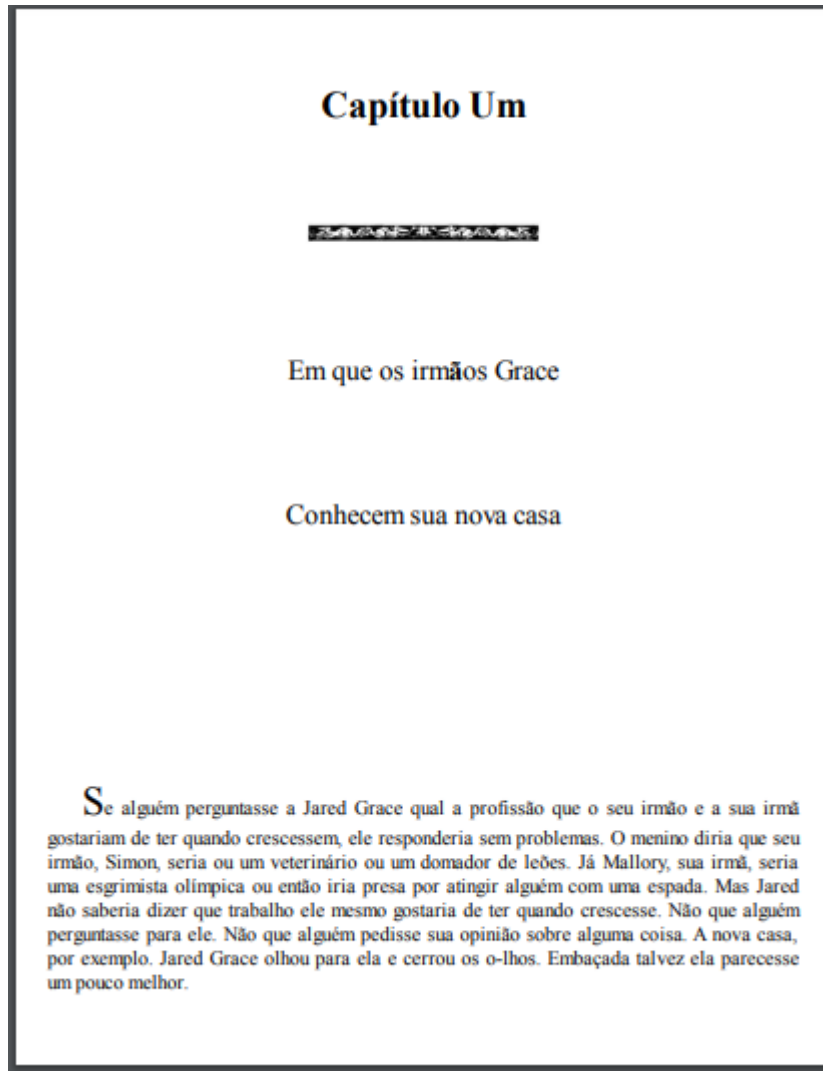 Capítulo Um
Em que os irmãos Grace
Conhecem sua nova casa
Se alguém perguntasse a Jared Grace qual a profissão que o seu irmão e a sua irmã
gostariam de ter quando crescessem, ele responderia sem problemas. O menino diria que seu
irmão, Simon, seria ou um veterinário ou um domador de leões. Já Mallory, sua irmã, seria
uma esgrimista olímpica ou então iria presa por atingir alguém com uma espada. Mas Jared
não saberia dizer que trabalho ele mesmo gostaria de ter quando crescesse. Não que alguém
perguntasse para ele. Não que alguém pedisse sua opinião sobre alguma coisa. A nova casa,
por exemplo. Jared Grace olhou para ela e cerrou os o-lhos. Embaçada talvez ela parecesse
um pouco melhor.